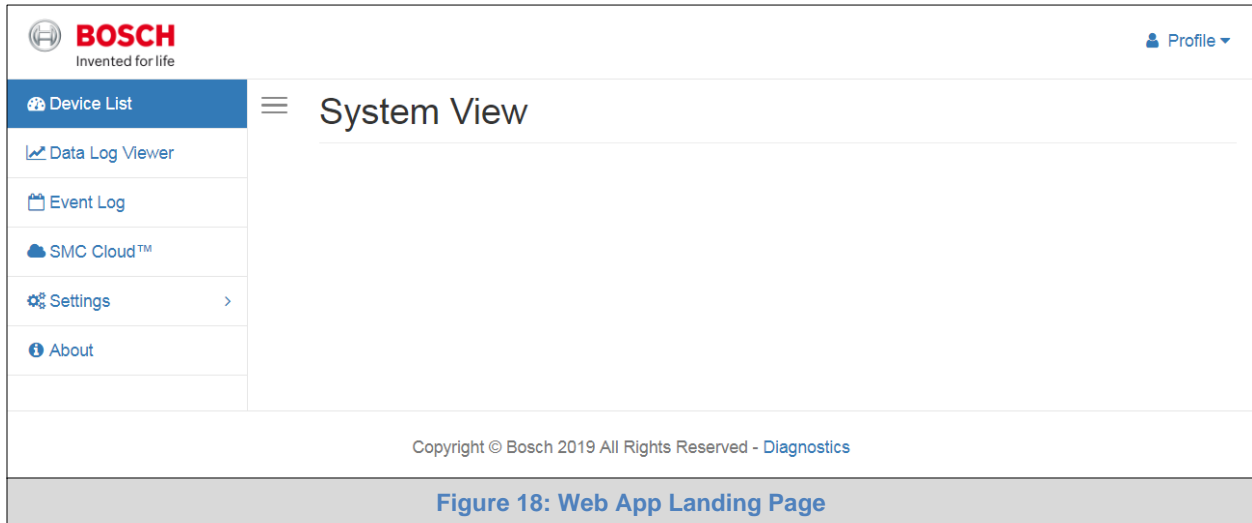 BOSCH
Invented for life
Profile
Device List
System View
Data Log Viewer
Event Log
SMC Cloud™
Settings
About
Copyright © Bosch 2019 All Rights Reserved - Diagnostics
Figure 18: Web App Landing Page